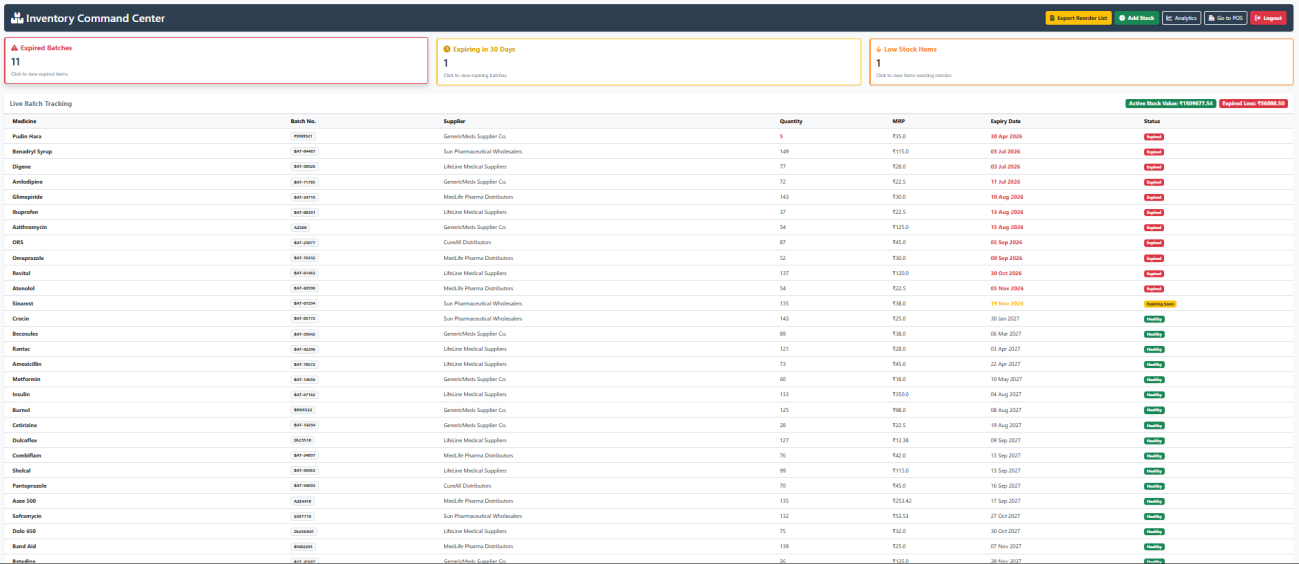 Inventory Command Center
Export Reorder List Add Stock Analytics Go to POS Logout
Expired Batches
11
Click to view expired items.
Expiring in 30 Days
1
Click to view expiring batches.
Low Stock Items
1
Click to view items needing reorder.
Live Batch Tracking Active Stock Value: ₹1509677.54 Expired Loss: ₹56088.50
Medicine Batch No. Supplier Quantity MRP Expiry Date Status
Pudin Hara GenericMeds Supplier Co. 5 ₹35.0 30 Apr 2026 Expired
Benadryl Syrup Sun Pharmaceutical Wholesalers 149 ₹115.0 03 Jul 2026 Expired
Digene LifeLine Medical Suppliers 77 ₹28.0 03 Jul 2026 Expired
Amlodipine GenericMeds Supplier Co. 72 ₹22.5 11 Jul 2026 Expired
Glimepiride MedLife Pharma Distributors 143 ₹30.0 10 Aug 2026 Expired
Ibuprofen LifeLine Medical Suppliers 37 ₹22.5 13 Aug 2026 Expired
Azithromycin GenericMeds Supplier Co. 54 ₹125.0 15 Aug 2026 Expired
ORS CureAll Distributors 87 ₹45.0 05 Sep 2026 Expired
Omeprazole MedLife Pharma Distributors 52 ₹30.0 09 Sep 2026 Expired
Revital LifeLine Medical Suppliers 137 ₹120.0 30 Oct 2026 Expired
Atenolol MedLife Pharma Distributors 54 ₹22.5 05 Nov 2026 Expired
Sinarest Sun Pharmaceutical Wholesalers 135 ₹38.0 19 Nov 2026 Expiring Soon
Crocin Sun Pharmaceutical Wholesalers 143 ₹25.0 30 Jan 2027 Healthy
Becosules GenericMeds Supplier Co. 89 ₹38.0 06 Mar 2027 Healthy
Rantac LifeLine Medical Suppliers 121 ₹28.0 03 Apr 2027 Healthy
Amoxicillin LifeLine Medical Suppliers 73 ₹45.0 22 Apr 2027 Healthy
Metformin GenericMeds Supplier Co. 60 ₹18.0 10 May 2027 Healthy
Insulin LifeLine Medical Suppliers 133 ₹350.0 04 Aug 2027 Healthy
Burnol GenericMeds Supplier Co. 125 ₹98.0 08 Aug 2027 Healthy
Cetirizine GenericMeds Supplier Co. 28 ₹22.5 19 Aug 2027 Healthy
Dulcoflex LifeLine Medical Suppliers 127 ₹12.38 09 Sep 2027 Healthy
Combiflam MedLife Pharma Distributors 76 ₹42.0 13 Sep 2027 Healthy
Shelcal LifeLine Medical Suppliers 99 ₹115.0 13 Sep 2027 Healthy
Pantoprazole CureAll Distributors 70 ₹45.0 16 Sep 2027 Healthy
Azee 500 MedLife Pharma Distributors 135 ₹253.42 17 Sep 2027 Healthy
Soframycin Sun Pharmaceutical Wholesalers 132 ₹53.53 27 Oct 2027 Healthy
Dolo 650 LifeLine Medical Suppliers 75 ₹32.0 30 Oct 2027 Healthy
Band Aid MedLife Pharma Distributors 139 ₹25.0 07 Nov 2027 Healthy
Betadine GenericMeds Supplier Co. 36 ₹125.0 29 Nov 2027 Healthy